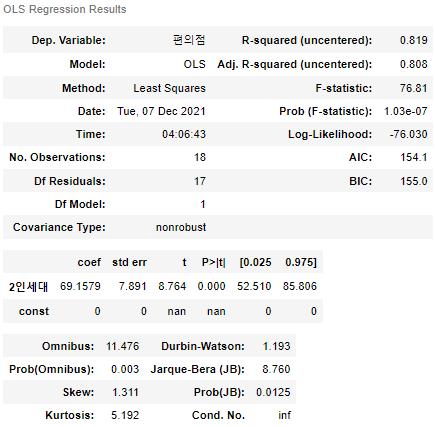 OLS Regression Results
Dep. Variable: 편의점 R-squared (uncentered): 0.819
Model: OLS Adj. R-squared (uncentered): 0.808
Method: Least Squares F-statistic: 76.81
Date: Tue, 07 Dec 2021 Prob (F-statistic): 1.03e-07
Time: 04:06:43 Log-Likelihood: -76.030
No. Observations: 18 AIC: 154.1
Df Residuals: 17 BIC: 155.0
Df Model: 1
Covariance Type: nonrobust
coef std err t P>|t| [0.025 0.975]
2인세대 69.1579 7.891 8.764 0.000 52.510 85.806
const 0 0 nan nan 0 0
Omnibus: 11.476 Durbin-Watson: 1.193
Prob(Omnibus): 0.003 Jarque-Bera (JB): 8.760
Skew: 1.311 Prob(JB): 0.0125
Kurtosis: 5.192 Cond. No. inf